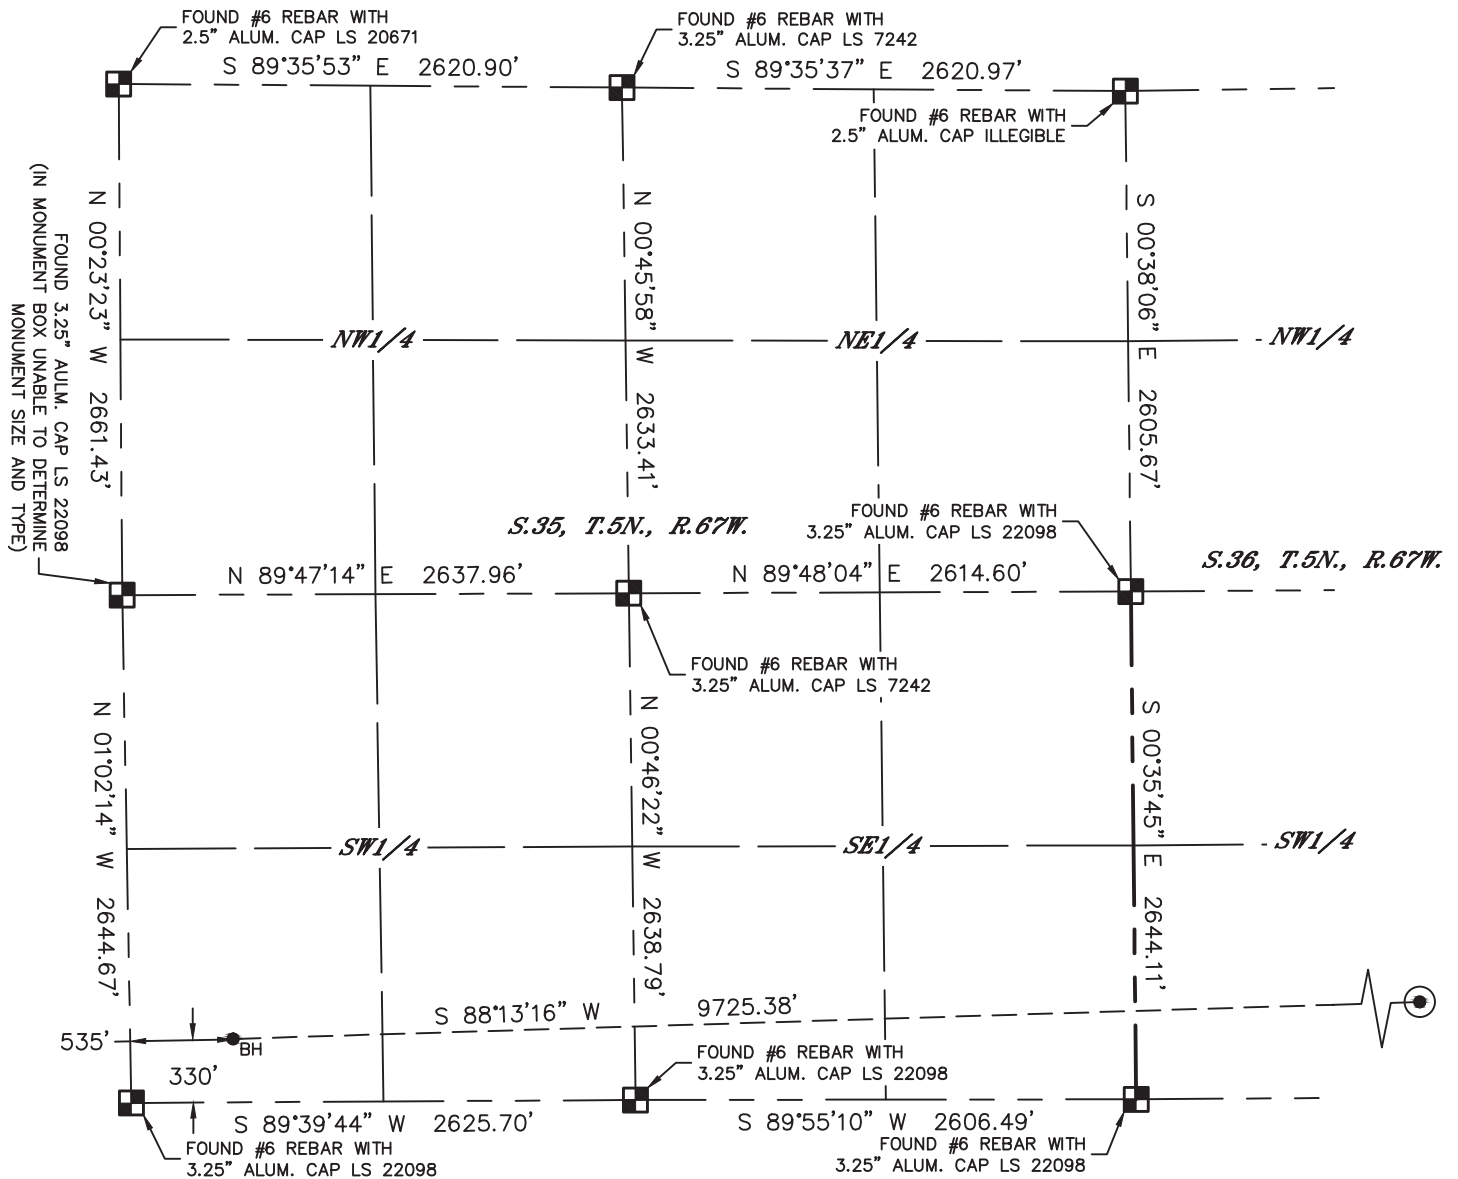 FOUND #6 REBAR WITH
2.5" ALUM. CAP LS 20671
FOUND #6 REBAR WITH
3.25" ALUM. CAP LS 7242
S 89°35'53" E 2620.90'
S 89°35'37" E 2620.97'
FOUND #6 REBAR WITH
2.5" ALUM. CAP ILLEGIBLE
N 00°23'23" W 2661.43'
N 00°45'58" W 2633.41'
S 00°38'06" E 2605.67'
FOUND 3.25" AULM. CAP LS 22098
(IN MONUMENT BOX UNABLE TO DETERMINE
MONUMENT SIZE AND TYPE)
NW1/4
NE1/4
NW1/4
S.35, T.5N., R.67W.
FOUND #6 REBAR WITH
3.25" ALUM. CAP LS 22098
S.36, T.5N., R.67W.
N 89°47'14" E 2637.96'
N 89°48'04" E 2614.60'
FOUND #6 REBAR WITH
3.25" ALUM. CAP LS 7242
N 01°02'14" W 2644.67'
N 00°46'22" W 2638.79'
S 00°35'45" E 2644.11'
SW1/4
SE1/4
SW1/4
S 88°13'16" W 9725.38'
535'
BH
330'
FOUND #6 REBAR WITH
3.25" ALUM. CAP LS 22098
S 89°39'44" W 2625.70'
S 89°55'10" W 2606.49'
FOUND #6 REBAR WITH
3.25" ALUM. CAP LS 22098
FOUND #6 REBAR WITH
3.25" ALUM. CAP LS 22098